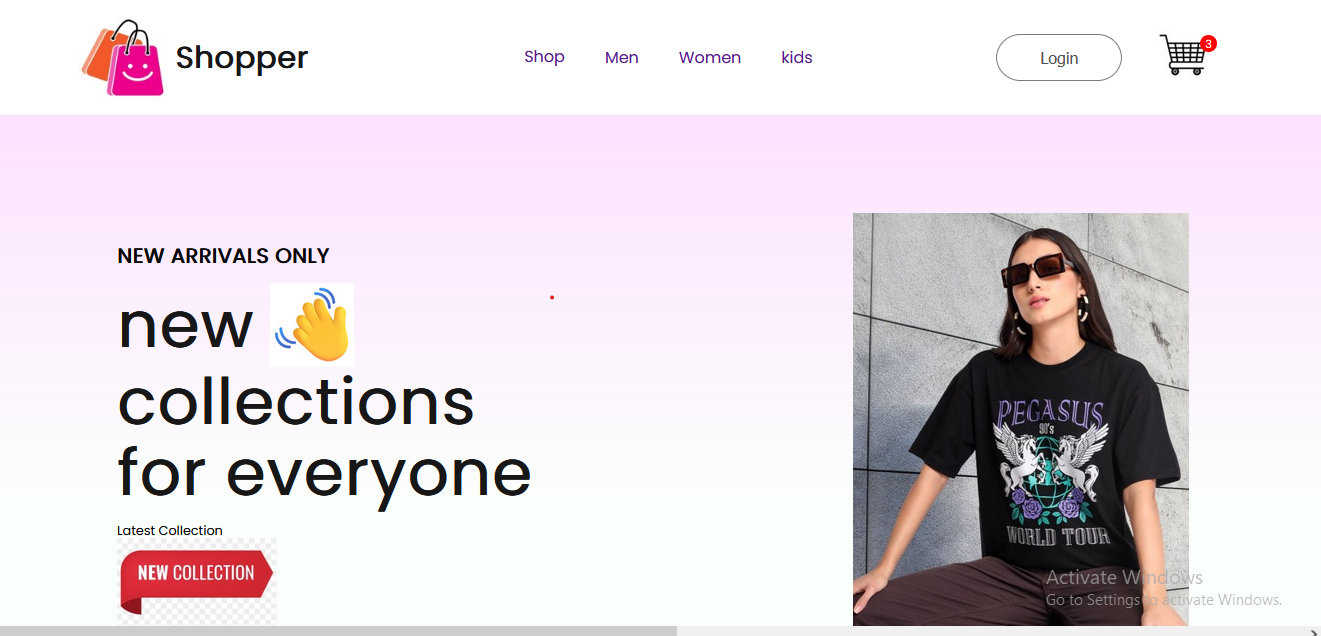 Shopper
Shop
Men
Women
kids
Login
3
NEW ARRIVALS ONLY
new
collections
for everyone
Latest Collection
NEW COLLECTION
PEGASUS
90's
WORLD TOUR
Activate Windows
Go to Settings to activate Windows.